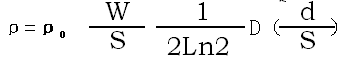 ρ = ρ₀ W/S 1/2Ln2 D (d/S)